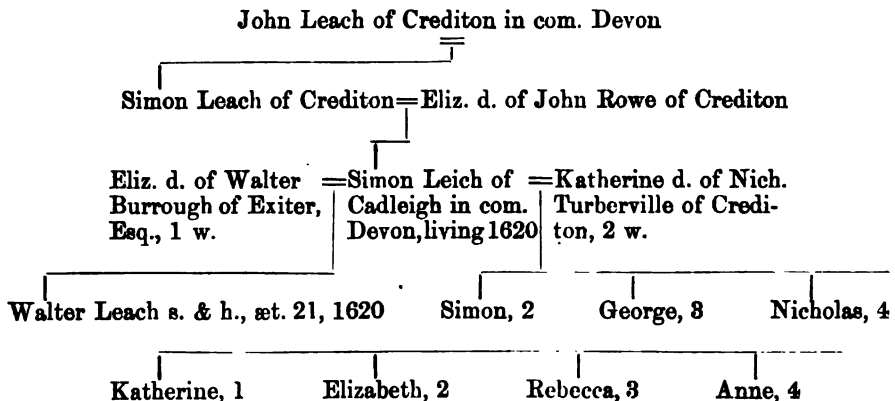 John Leach of Crediton in com. Devon
Simon Leach of Crediton=Eliz. d. of John Rowe of Crediton
Eliz. d. of Walter =Simon Leich of =Katherine d. of Nich.
Burrough of Exiter, Cadleigh in com. Turberville of Credi-
Esq., 1 w. Devon, living 1620 ton, 2 w.
Walter Leach s. & h., æt. 21, 1620 Simon, 2 George, 3 Nicholas, 4
Katherine, 1 Elizabeth, 2 Rebecca, 3 Anne, 4